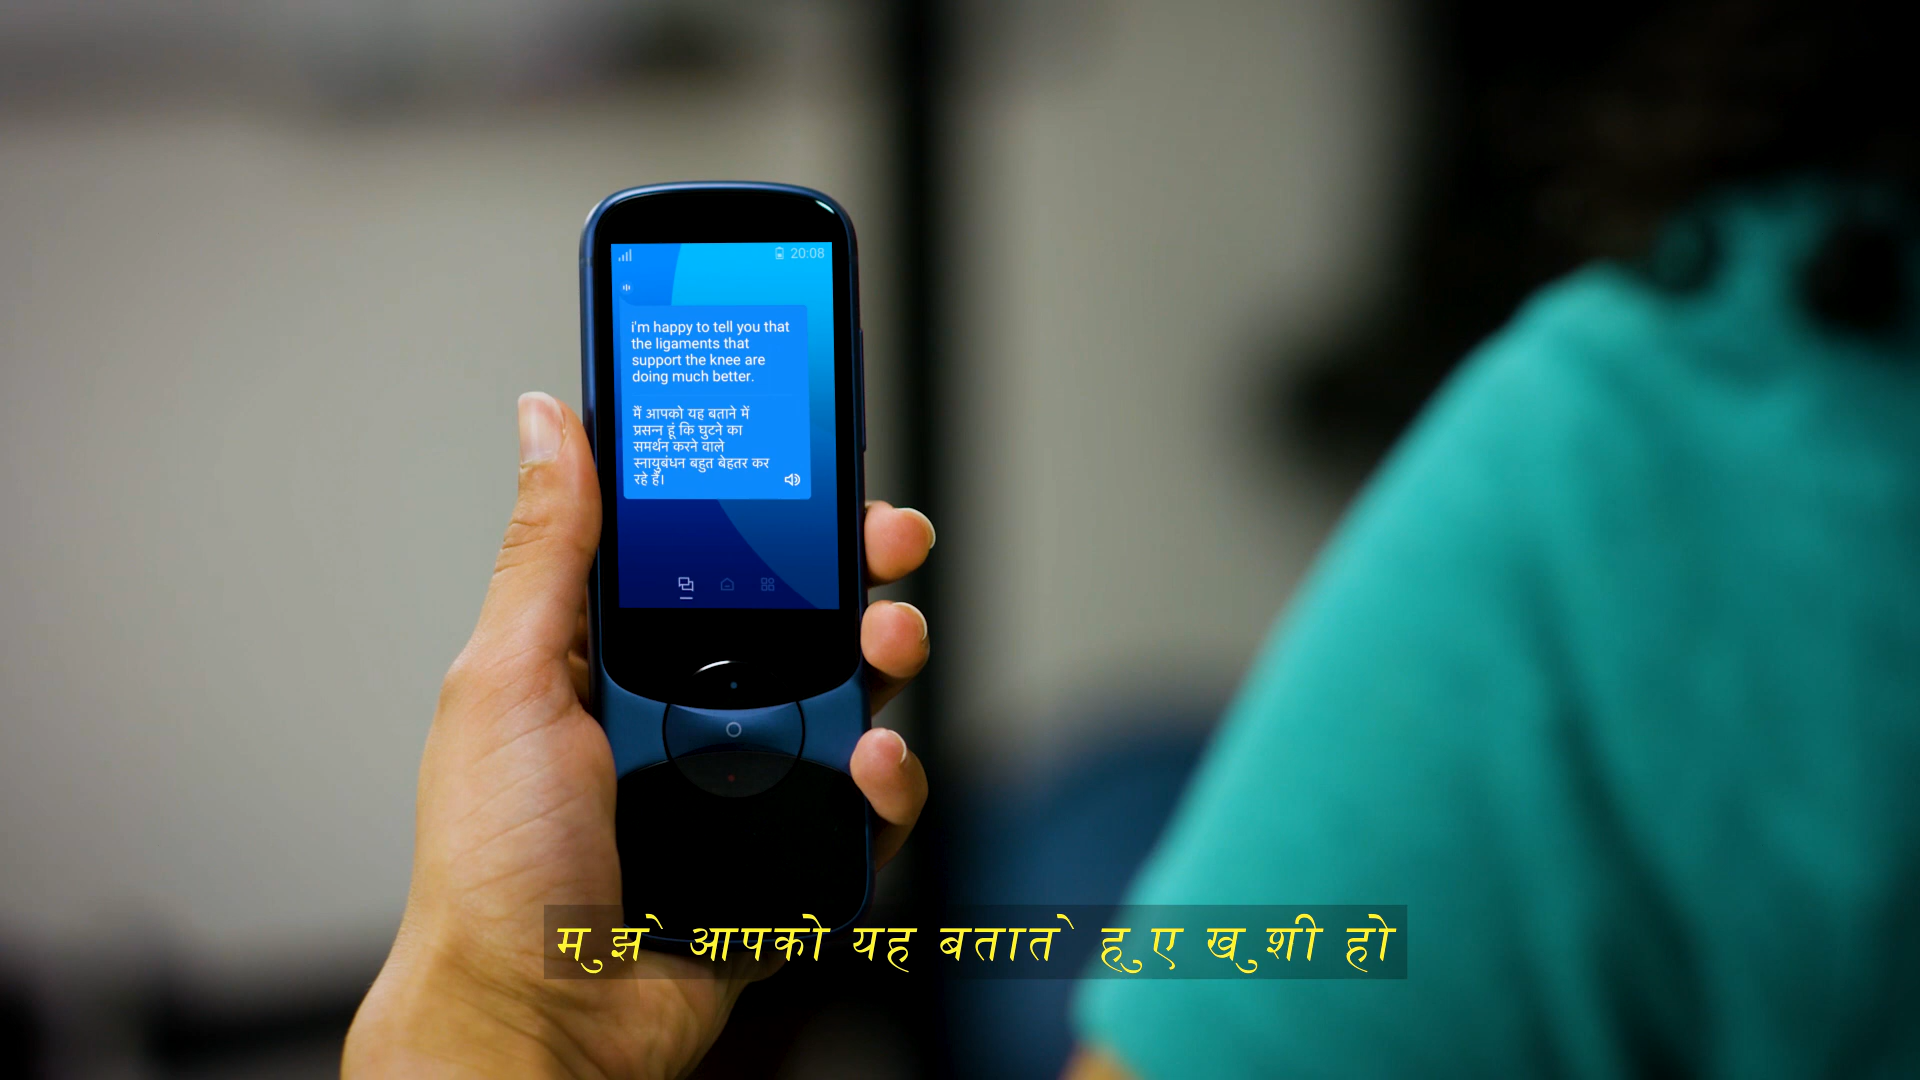 20:08
i'm happy to tell you that
the ligaments that
support the knee are
doing much better.
मैं आपको यह बताने में
प्रसन्न हूं कि घुटने का
समर्थन करने वाले
स्नायुबंधन बहुत बेहतर कर
रहे हैं।
मुझे आपको यह बताते हुए खुशी हो